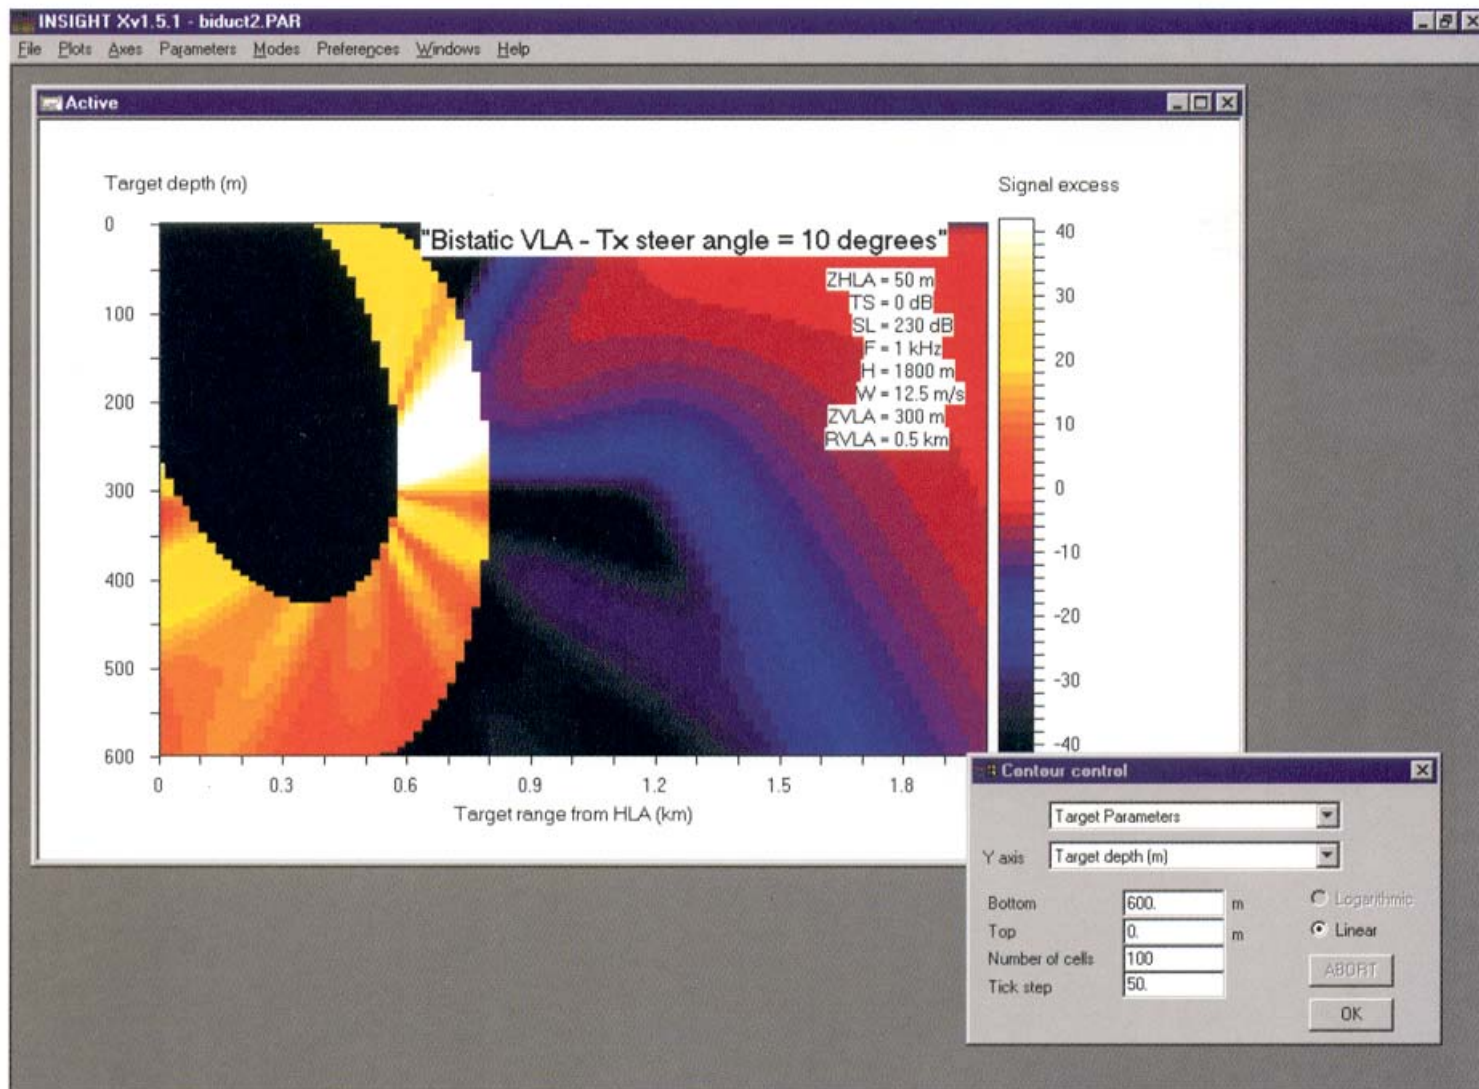 INSIGHT Xv1.5.1 - biduct2.PAR
File Plots Axes Parameters Modes Preferences Windows Help
Active
Target depth (m)
Signal excess
"Bistatic VLA - Tx steer angle = 10 degrees"
ZHLA = 50 m
TS = 0 dB
SL = 230 dB
F = 1 kHz
H = 1800 m
W = 12.5 m/s
ZVLA = 300 m
RVLA = 0.5 km
0
100
200
300
400
500
600
0 0.3 0.6 0.9 1.2 1.5 1.8
Target range from HLA (km)
40
30
20
10
0
-10
-20
-30
-40
Contour control
Target Parameters
Y axis Target depth (m)
Bottom 600. m Logarithmic
Top 0. m Linear
Number of cells 100
Tick step 50.
ABORT
OK